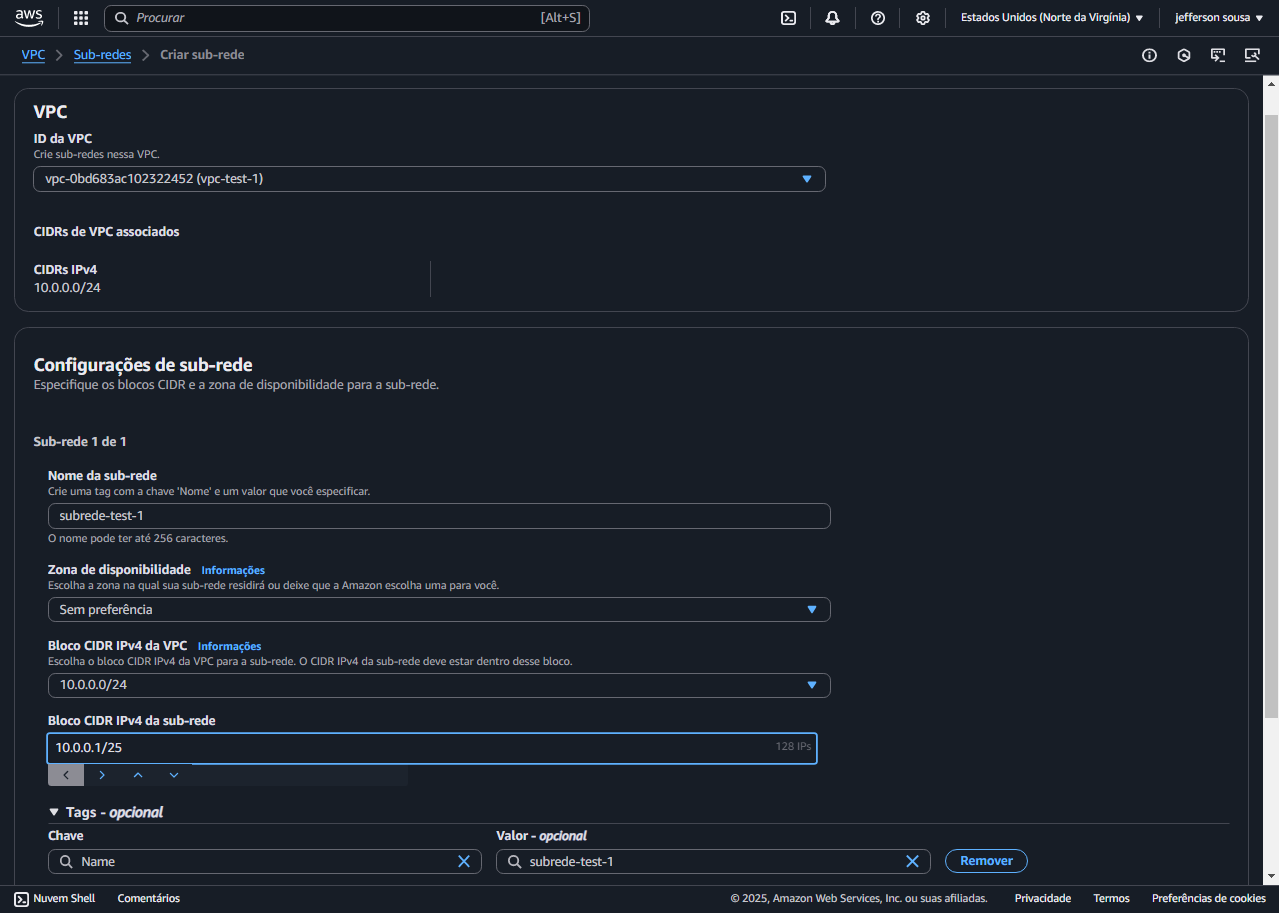 aws
Procurar [Alt+S] Estados Unidos (Norte da Virgínia) jefferson sousa
VPC Sub-redes Criar sub-rede
VPC
ID da VPC
Crie sub-redes nessa VPC.
vpc-0bd683ac102322452 (vpc-test-1)
CIDRs de VPC associados
CIDRs IPv4
10.0.0.0/24
Configurações de sub-rede
Especifique os blocos CIDR e a zona de disponibilidade para a sub-rede.
Sub-rede 1 de 1
Nome da sub-rede
Crie uma tag com a chave 'Nome' e um valor que você especificar.
subrede-test-1
O nome pode ter até 256 caracteres.
Zona de disponibilidade Informações
Escolha a zona na qual sua sub-rede residirá ou deixe que a Amazon escolha uma para você.
Sem preferência
Bloco CIDR IPv4 da VPC Informações
Escolha o bloco CIDR IPv4 da VPC para a sub-rede. O CIDR IPv4 da sub-rede deve estar dentro desse bloco.
10.0.0.0/24
Bloco CIDR IPv4 da sub-rede
10.0.0.1/25 128 IPs
Tags - opcional
Chave Valor - opcional
Name subrede-test-1 Remover
Nuvem Shell Comentários © 2025, Amazon Web Services, Inc. ou suas afiliadas. Privacidade Termos Preferências de cookies